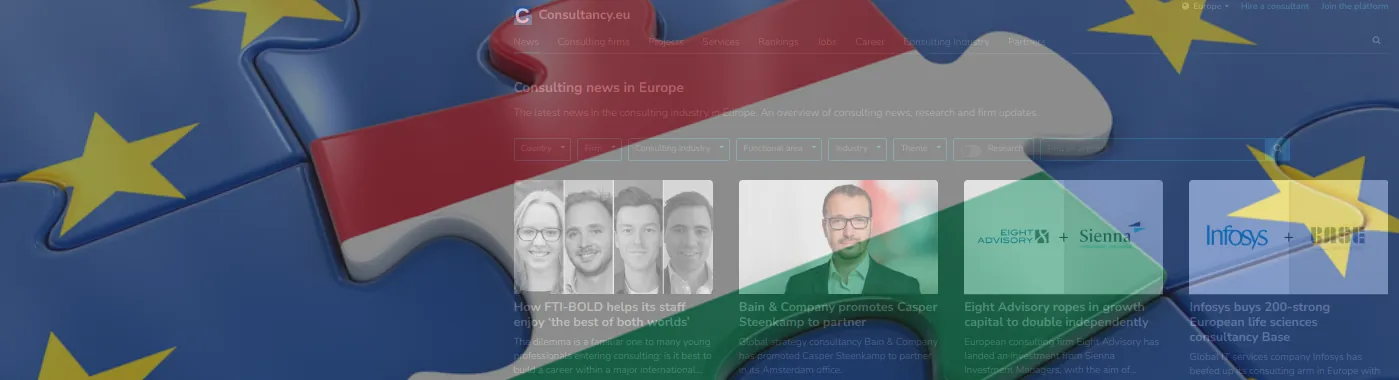 Consultancy.eu
Europe
Hire a consultant
Join the platform
News
Consulting firms
Projects
Services
Rankings
Jobs
Career
Consulting Industry
Partners
Consulting news in Europe
The latest news in the consulting industry in Europe. An overview of consulting news, research and firm updates.
Country
Firm
Consulting industry
Functional area
Industry
Theme
Research
EIGHT
ADVISORY
+
Sienna
Infosys
+
BASE
How FTI-BOLD helps its staff
enjoy ‘the best of both worlds’
The dilemma is a familiar one to many young
professionals entering consulting: is it best to
build a career within a major international...
Bain & Company promotes Casper
Steenkamp to partner
Global strategy consultancy Bain & Company
has promoted Casper Steenkamp to partner
in its Amsterdam office.
Eight Advisory ropes in growth
capital to double independently
European consulting firm Eight Advisory has
landed an investment from Sienna
Investment Managers, with the aim of...
Infosys buys 200-strong
European life sciences
consultancy Base
Global IT services company Infosys has
beefed up its consulting arm in Europe with